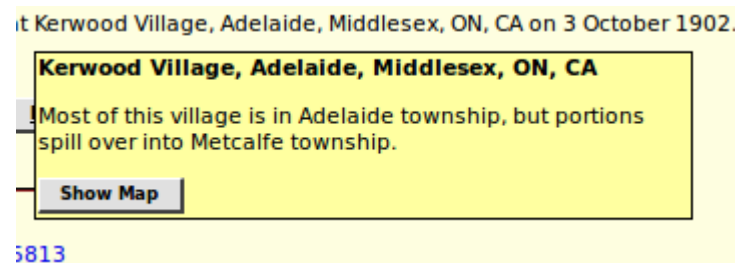 t Kerwood Village, Adelaide, Middlesex, ON, CA on 3 October 1902.
Kerwood Village, Adelaide, Middlesex, ON, CA
Most of this village is in Adelaide township, but portions
spill over into Metcalfe township.
Show Map
5813